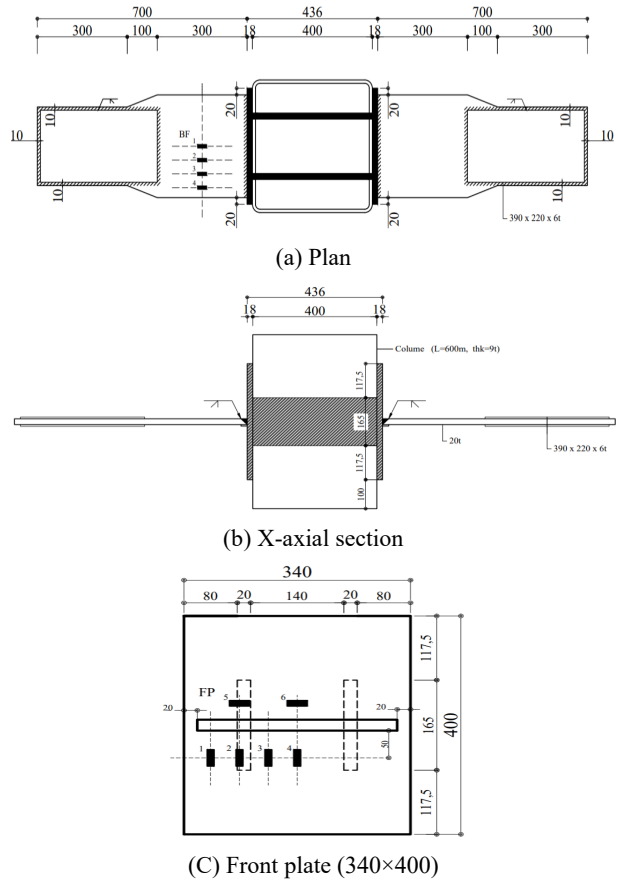 700 436 700
300 100 300 18 400 18 300 100 300
20 20
10 10
10 BF 10
1
2
3
4
10 10
20 20
390 x 220 x 6t
(a) Plan
436
18 400 18
Colume (L=600m, thk=9t)
117,5
165
20t
390 x 220 x 6t
117,5
100
(b) X-axial section
340
80 20 140 20 80
117,5
FP
5 6
20 20
165 400
1 2 3 4
50
117,5
(C) Front plate (340×400)